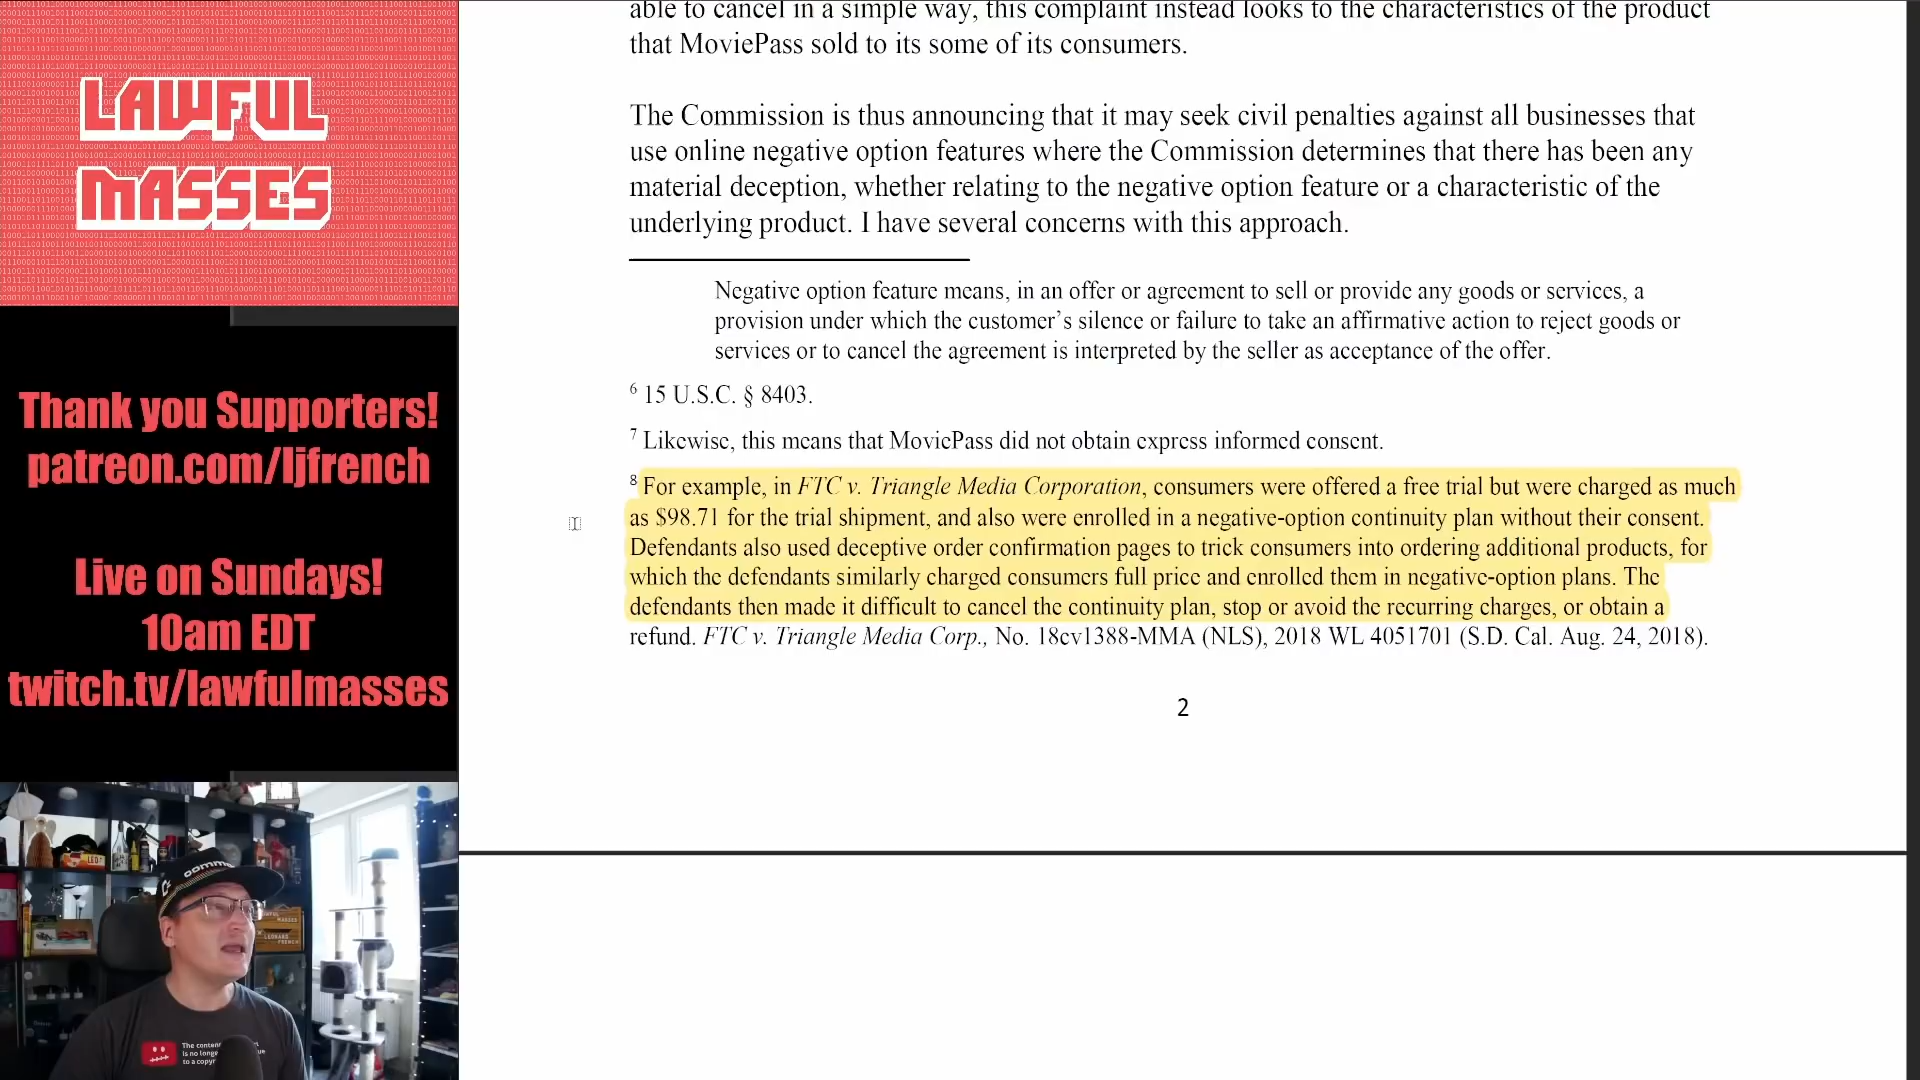 LAWFUL
MASSES
Thank you Supporters!
patreon.com/ljfrench
Live on Sundays!
10am EDT
twitch.tv/lawfulmasses
able to cancel in a simple way, this complaint instead looks to the characteristics of the product
that MoviePass sold to its some of its consumers.
The Commission is thus announcing that it may seek civil penalties against all businesses that
use online negative option features where the Commission determines that there has been any
material deception, whether relating to the negative option feature or a characteristic of the
underlying product. I have several concerns with this approach.
Negative option feature means, in an offer or agreement to sell or provide any goods or services, a
provision under which the customer’s silence or failure to take an affirmative action to reject goods or
services or to cancel the agreement is interpreted by the seller as acceptance of the offer.
6 15 U.S.C. § 8403.
7 Likewise, this means that MoviePass did not obtain express informed consent.
8 For example, in FTC v. Triangle Media Corporation, consumers were offered a free trial but were charged as much
as $98.71 for the trial shipment, and also were enrolled in a negative-option continuity plan without their consent.
Defendants also used deceptive order confirmation pages to trick consumers into ordering additional products, for
which the defendants similarly charged consumers full price and enrolled them in negative-option plans. The
defendants then made it difficult to cancel the continuity plan, stop or avoid the recurring charges, or obtain a
refund. FTC v. Triangle Media Corp., No. 18cv1388-MMA (NLS), 2018 WL 4051701 (S.D. Cal. Aug. 24, 2018).
2